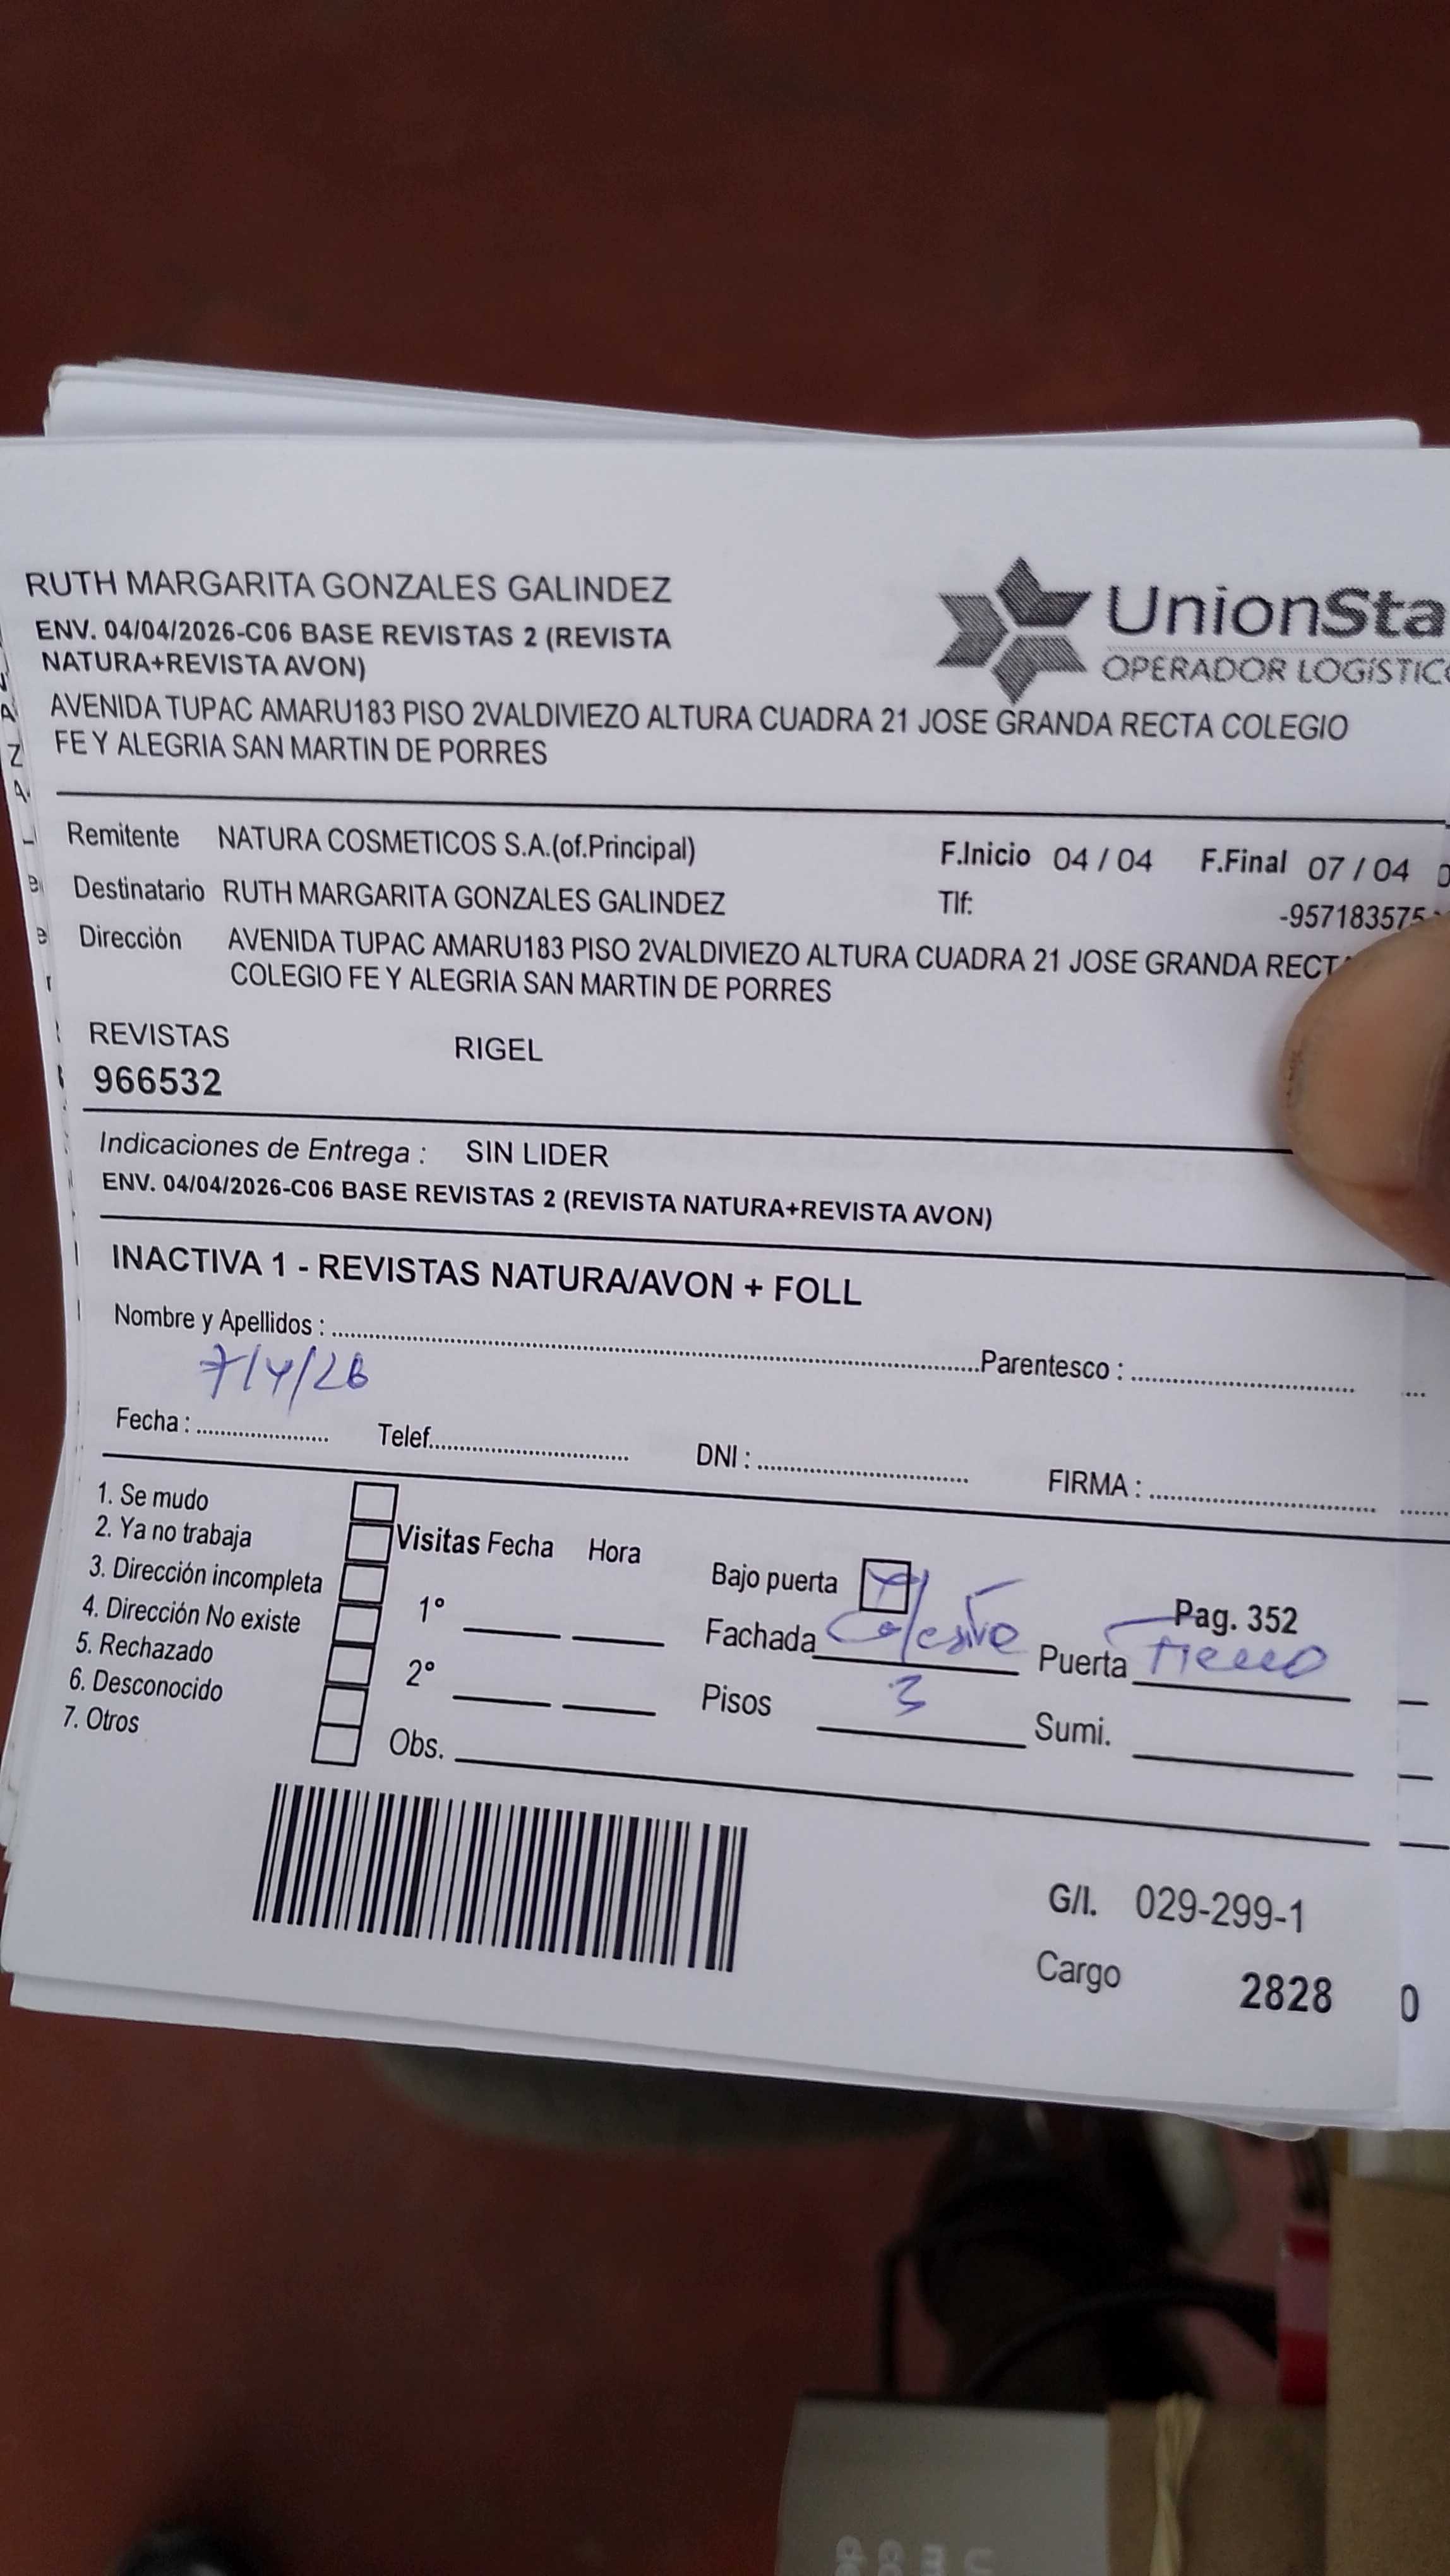 RUTH MARGARITA GONZALES GALINDEZ
ENV. 04/04/2026-C06 BASE REVISTAS 2 (REVISTA
NATURA+REVISTA AVON)
AVENIDA TUPAC AMARU183 PISO 2VALDIVIEZO ALTURA CUADRA 21 JOSE GRANDA RECTA COLEGIO
FE Y ALEGRIA SAN MARTIN DE PORRES
UnionSta
OPERADOR LOGÍSTICO
Remitente NATURA COSMETICOS S.A.(of.Principal) F.Inicio 04 / 04 F.Final 07 / 04
Destinatario RUTH MARGARITA GONZALES GALINDEZ Tlf: -957183575
Dirección AVENIDA TUPAC AMARU183 PISO 2VALDIVIEZO ALTURA CUADRA 21 JOSE GRANDA RECT
COLEGIO FE Y ALEGRIA SAN MARTIN DE PORRES
REVISTAS RIGEL
966532
Indicaciones de Entrega : SIN LIDER
ENV. 04/04/2026-C06 BASE REVISTAS 2 (REVISTA NATURA+REVISTA AVON)
INACTIVA 1 - REVISTAS NATURA/AVON + FOLL
Nombre y Apellidos : Parentesco :
7/4/26
Fecha : Telef. DNI : FIRMA :
1. Se mudo
2. Ya no trabaja
3. Dirección incompleta
4. Dirección No existe
5. Rechazado
6. Desconocido
7. Otros
Visitas Fecha Hora
1°
2°
Obs.
Bajo puerta X Pag. 352
Fachada Celeste Puerta Fierro
Pisos 3 Sumi.
G/I. 029-299-1
Cargo 2828 0